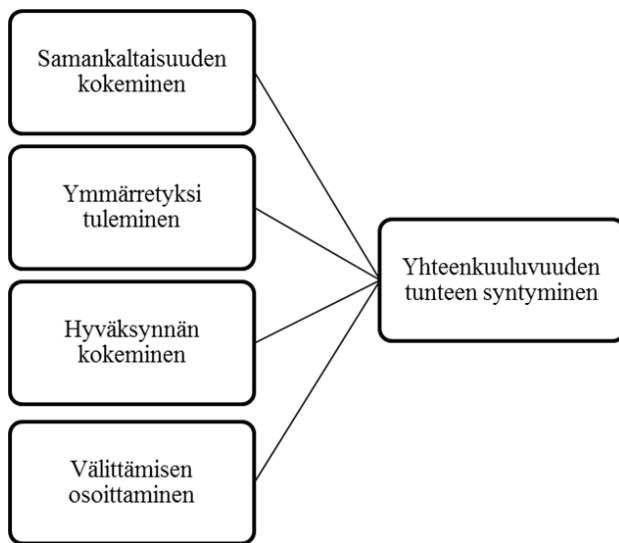 Samankaltaisuuden
kokeminen
Ymmärretyksi
tuleminen
Hyväksynnän
kokeminen
Välittämisen
osoittaminen
Yhteenkuuluvuuden
tunteen syntyminen